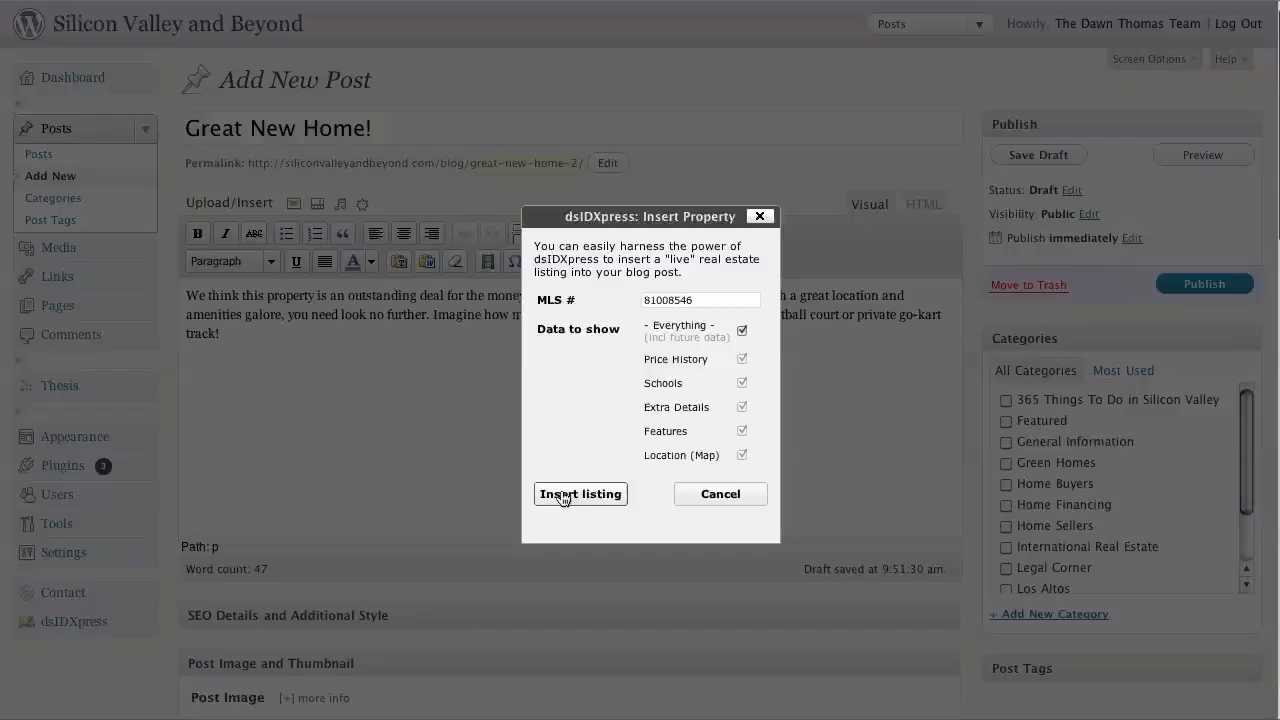 Silicon Valley and Beyond
Posts
Howdy, The Dawn Thomas Team | Log Out
Screen Options
Help
Dashboard
Posts
Posts
Add New
Categories
Post Tags
Media
Links
Pages
Comments
Thesis
Appearance
Plugins 3
Users
Tools
Settings
Contact
dsIDXpress
Add New Post
Great New Home!
Permalink: http://siliconvalleyandbeyond.com/blog/great-new-home-2/ Edit
Upload/Insert
Visual HTML
B I ABC
Paragraph U A Ω
We think this property is an outstanding deal for the money
h a great location and
amenities galore, you need look no further. Imagine how m
tball court or private go-kart
track!
Path: p
Word count: 47
Draft saved at 9:51:30 am.
SEO Details and Additional Style
Post Image and Thumbnail
Post Image [+] more info
dsIDXpress: Insert Property
You can easily harness the power of
dsIDXpress to insert a "live" real estate
listing into your blog post.
MLS # 81008546
Data to show
- Everything -
(incl future data)
Price History
Schools
Extra Details
Features
Location (Map)
Insert listing
Cancel
Publish
Save Draft
Preview
Status: Draft Edit
Visibility: Public Edit
Publish immediately Edit
Move to Trash
Publish
Categories
All Categories Most Used
365 Things To Do in Silicon Valley
Featured
General Information
Green Homes
Home Buyers
Home Financing
Home Sellers
International Real Estate
Legal Corner
Los Altos
+ Add New Category
Post Tags